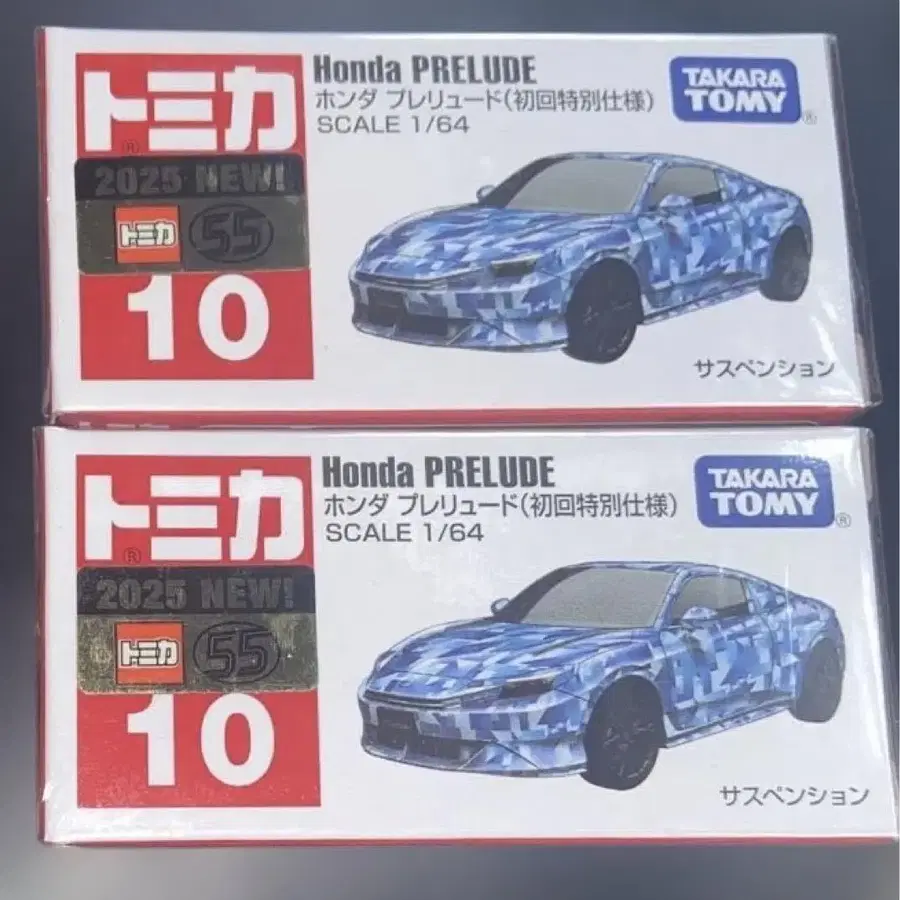 トミカ
®
2025 NEW!
トミカ 55
10
Honda PRELUDE
ホンダ プレリュード(初回特別仕様)
SCALE 1/64
TAKARA
TOMY®
サスペンション
トミカ
®
2025 NEW!
トミカ 55
10
Honda PRELUDE
ホンダ プレリュード(初回特別仕様)
SCALE 1/64
TAKARA
TOMY®
サスペンション